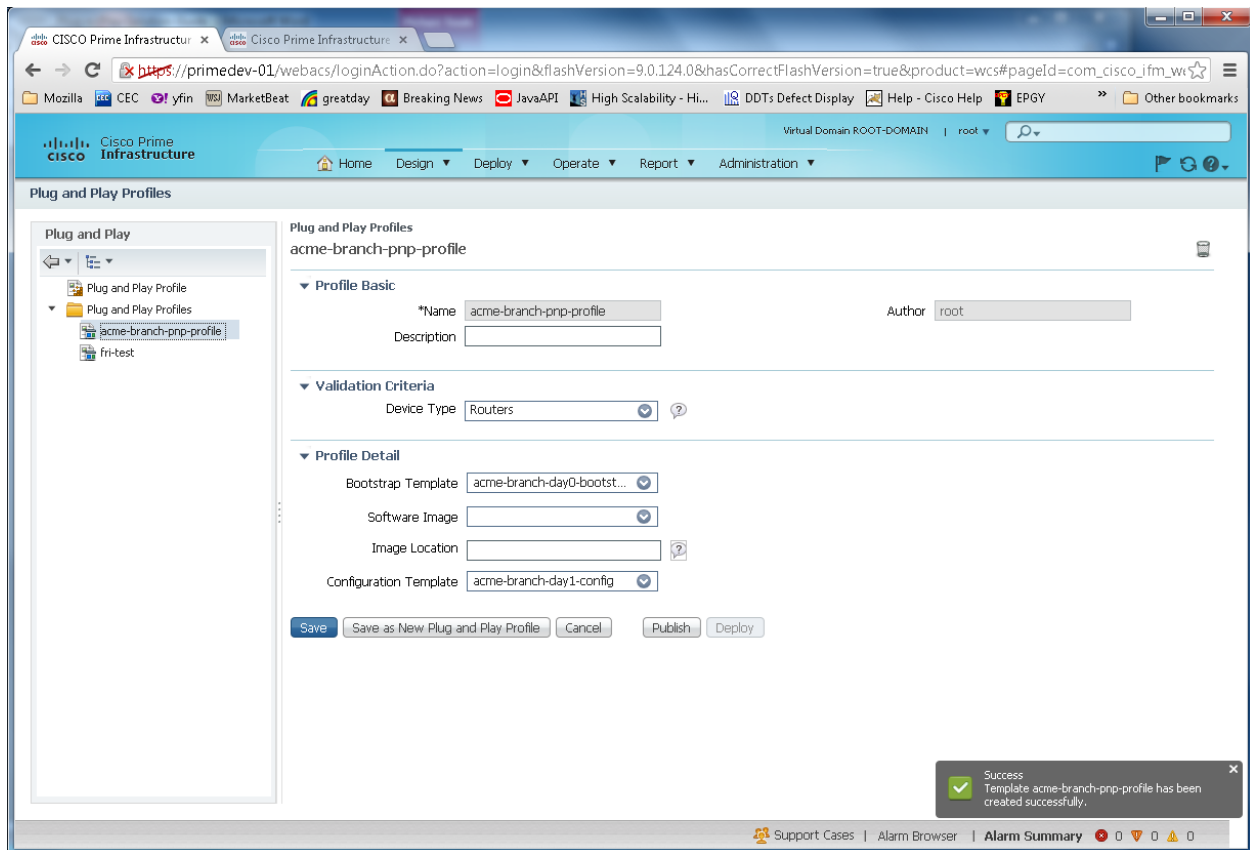 CISCO Prime Infrastructur
Cisco Prime Infrastructure
https://primedev-01/webacs/loginAction.do?action=login&flashVersion=9.0.124.0&hasCorrectFlashVersion=true&product=wcs#pageId=com_cisco_ifm_we
Mozilla CEC yfin MarketBeat greatday Breaking News JavaAPI High Scalability - Hi... DDTs Defect Display Help - Cisco Help EPGY » Other bookmarks
Virtual Domain ROOT-DOMAIN | root
CISCO Cisco Prime
Infrastructure
Home Design Deploy Operate Report Administration
Plug and Play Profiles
Plug and Play
Plug and Play Profile
Plug and Play Profiles
acme-branch-pnp-profile
fri-test
Plug and Play Profiles
acme-branch-pnp-profile
Profile Basic
*Name acme-branch-pnp-profile Author root
Description
Validation Criteria
Device Type Routers
Profile Detail
Bootstrap Template acme-branch-day0-bootst...
Software Image
Image Location
Configuration Template acme-branch-day1-config
Save Save as New Plug and Play Profile Cancel Publish Deploy
Success
Template acme-branch-pnp-profile has been
created successfully.
Support Cases | Alarm Browser | Alarm Summary 0 0 0